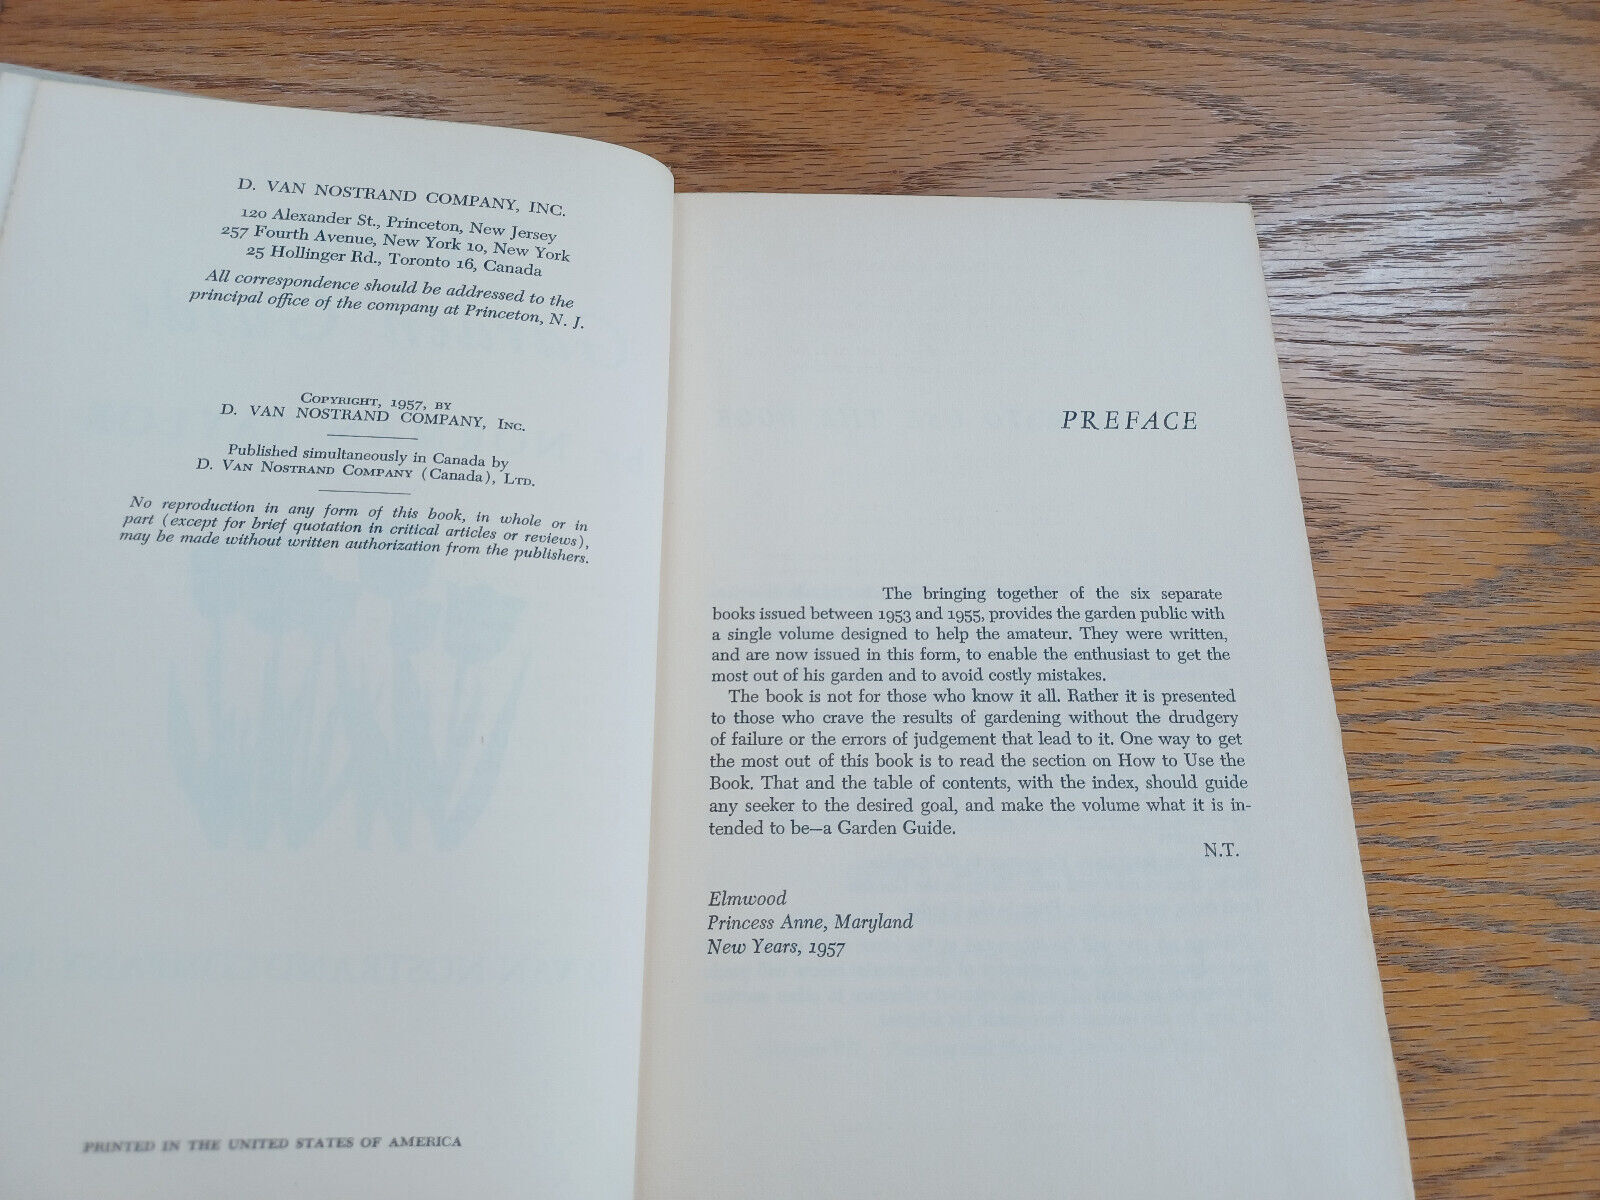 D. VAN NOSTRAND COMPANY, INC.
120 Alexander St., Princeton, New Jersey
257 Fourth Avenue, New York 10, New York
25 Hollinger Rd., Toronto 16, Canada
All correspondence should be addressed to the
principal office of the company at Princeton, N. J.
COPYRIGHT, 1957, BY
D. VAN NOSTRAND COMPANY, INC.
Published simultaneously in Canada by
D. VAN NOSTRAND COMPANY (Canada), LTD.
No reproduction in any form of this book, in whole or in
part (except for brief quotation in critical articles or reviews),
may be made without written authorization from the publishers.
PRINTED IN THE UNITED STATES OF AMERICA
PREFACE
The bringing together of the six separate
books issued between 1953 and 1955, provides the garden public with
a single volume designed to help the amateur. They were written,
and are now issued in this form, to enable the enthusiast to get the
most out of his garden and to avoid costly mistakes.
The book is not for those who know it all. Rather it is presented
to those who crave the results of gardening without the drudgery
of failure or the errors of judgement that lead to it. One way to get
the most out of this book is to read the section on How to Use the
Book. That and the table of contents, with the index, should guide
any seeker to the desired goal, and make the volume what it is in-
tended to be—a Garden Guide.
N.T.
Elmwood
Princess Anne, Maryland
New Years, 1957